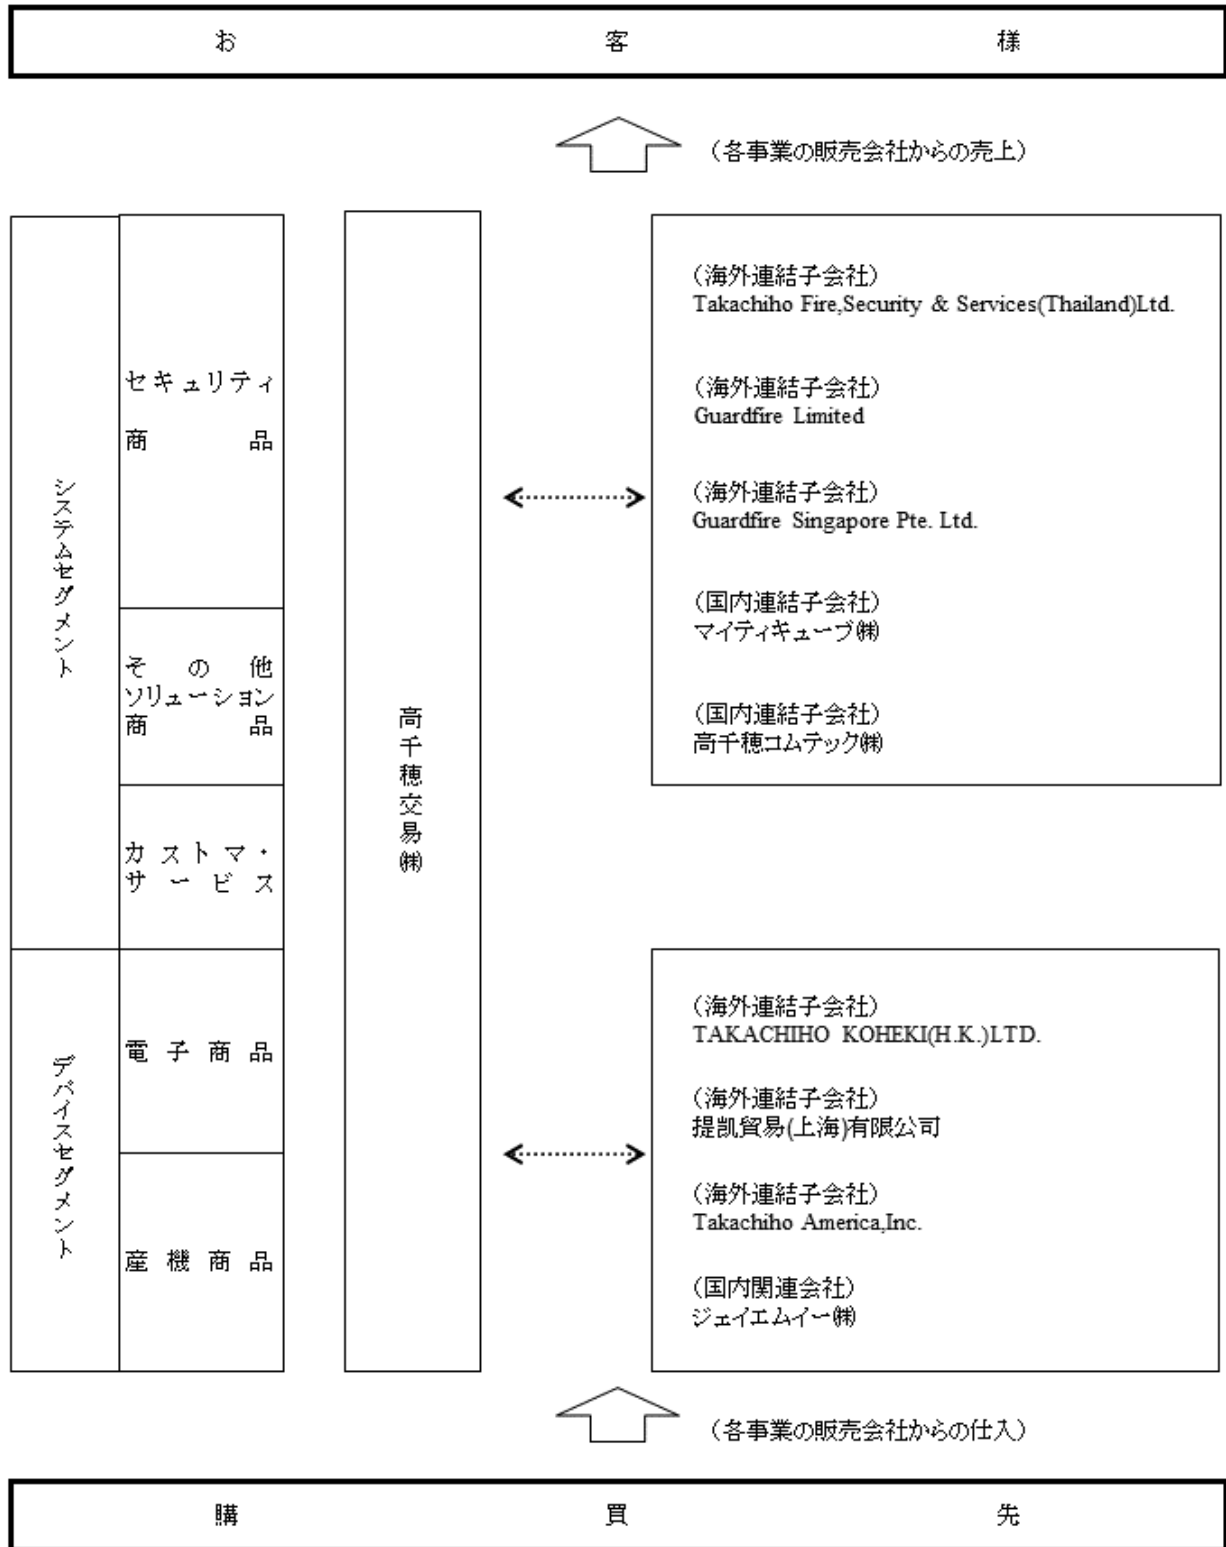 お客様
（各事業の販売会社からの売上）
システムセグメント
セキュリティ
商品
その他
ソリューション
商品
カストマ・
サービス
デバイスセグメント
電子商品
産機商品
高千穂交易㈱
（海外連結子会社）
Takachiho Fire,Security & Services(Thailand)Ltd.
（海外連結子会社）
Guardfire Limited
（海外連結子会社）
Guardfire Singapore Pte. Ltd.
（国内連結子会社）
マイティキューブ㈱
（国内連結子会社）
高千穂コムテック㈱
（海外連結子会社）
TAKACHIHO KOHEKI(H.K.)LTD.
（海外連結子会社）
提凱貿易(上海)有限公司
（海外連結子会社）
Takachiho America,Inc.
（国内関連会社）
ジェイエムイー㈱
（各事業の販売会社からの仕入）
購買先